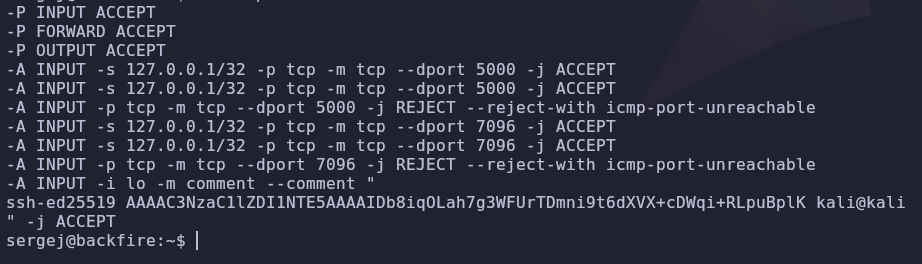 -P INPUT ACCEPT
-P FORWARD ACCEPT
-P OUTPUT ACCEPT
-A INPUT -s 127.0.0.1/32 -p tcp -m tcp --dport 5000 -j ACCEPT
-A INPUT -s 127.0.0.1/32 -p tcp -m tcp --dport 5000 -j ACCEPT
-A INPUT -p tcp -m tcp --dport 5000 -j REJECT --reject-with icmp-port-unreachable
-A INPUT -s 127.0.0.1/32 -p tcp -m tcp --dport 7096 -j ACCEPT
-A INPUT -s 127.0.0.1/32 -p tcp -m tcp --dport 7096 -j ACCEPT
-A INPUT -p tcp -m tcp --dport 7096 -j REJECT --reject-with icmp-port-unreachable
-A INPUT -i lo -m comment --comment "
ssh-ed25519 AAAAC3NzaC1lZDI1NTE5AAAAIDb8iqOLah7g3WFUrTDmni9t6dXVX+cDWqi+RLpuBplK kali@kali
" -j ACCEPT
sergej@backfire:~$